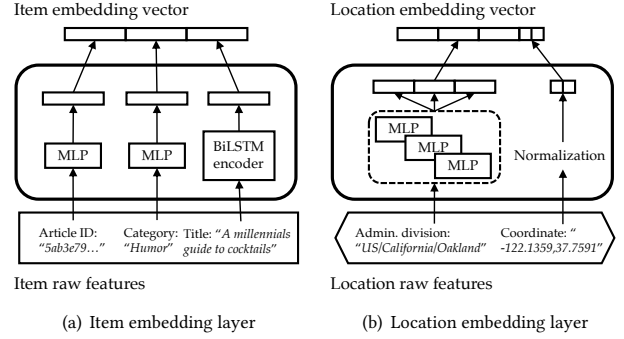 Item embedding vector
MLP
MLP
BiLSTM
encoder
Article ID:
"5ab3e79…"
Category:
"Humor"
Title: "A millennials
guide to cocktails"
Item raw features
(a) Item embedding layer
Location embedding vector
MLP
MLP
MLP
Normalization
Admin. division:
"US/California/Oakland"
Coordinate: "
-122.1359,37.7591"
Location raw features
(b) Location embedding layer